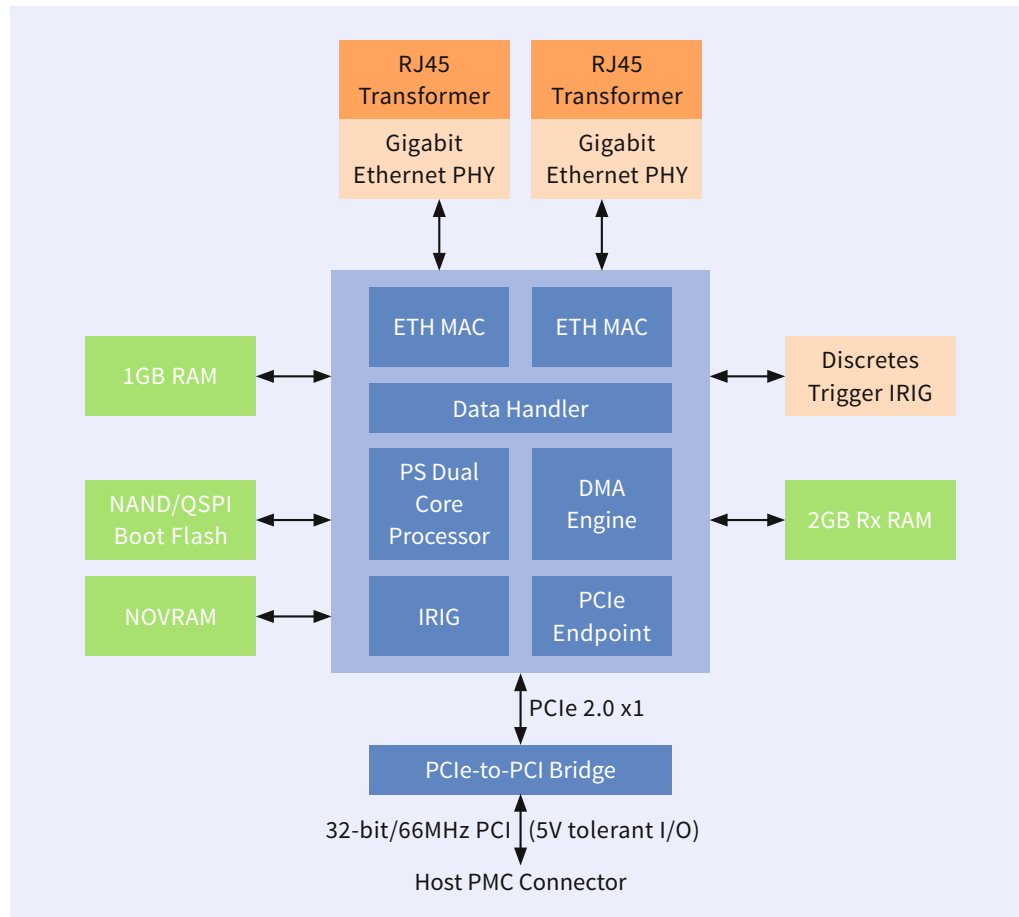 RJ45
Transformer
Gigabit
Ethernet PHY
RJ45
Transformer
Gigabit
Ethernet PHY
ETH MAC
ETH MAC
1GB RAM
Discretes
Trigger IRIG
Data Handler
PS Dual
Core
Processor
DMA
Engine
NAND/QSPI
Boot Flash
2GB Rx RAM
NOVRAM
IRIG
PCIe
Endpoint
PCIe 2.0 x1
PCIe-to-PCI Bridge
32-bit/66MHz PCI (5V tolerant I/O)
Host PMC Connector